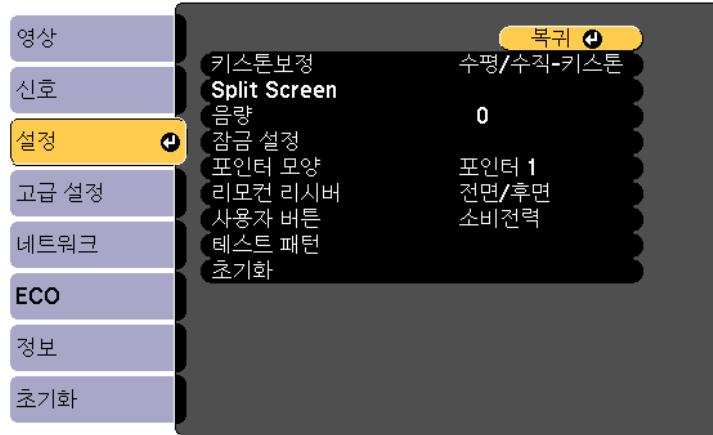 영상
신호
설정
고급 설정
네트워크
ECO
정보
초기화
복귀
키스톤보정 수평/수직-키스톤
Split Screen
음량 0
잠금 설정
포인터 모양 포인터 1
리모컨 리시버 전면/후면
사용자 버튼 소비전력
테스트 패턴
초기화